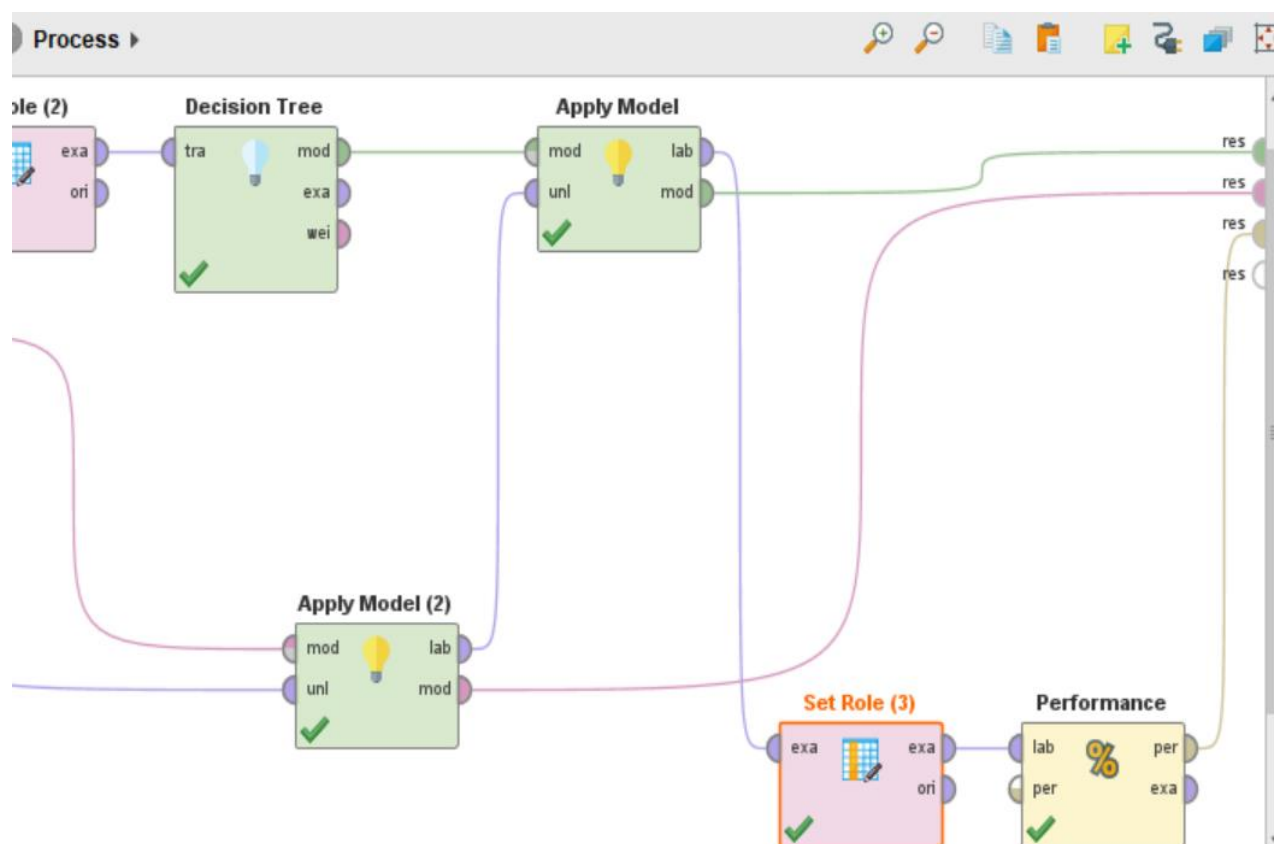 Process
ole (2)
Decision Tree
Apply Model
exa
ori
tra
mod
exa
wei
mod
lab
unl
mod
res
res
res
res
Apply Model (2)
mod
lab
unl
mod
Set Role (3)
Performance
exa
exa
ori
lab
per
per
exa